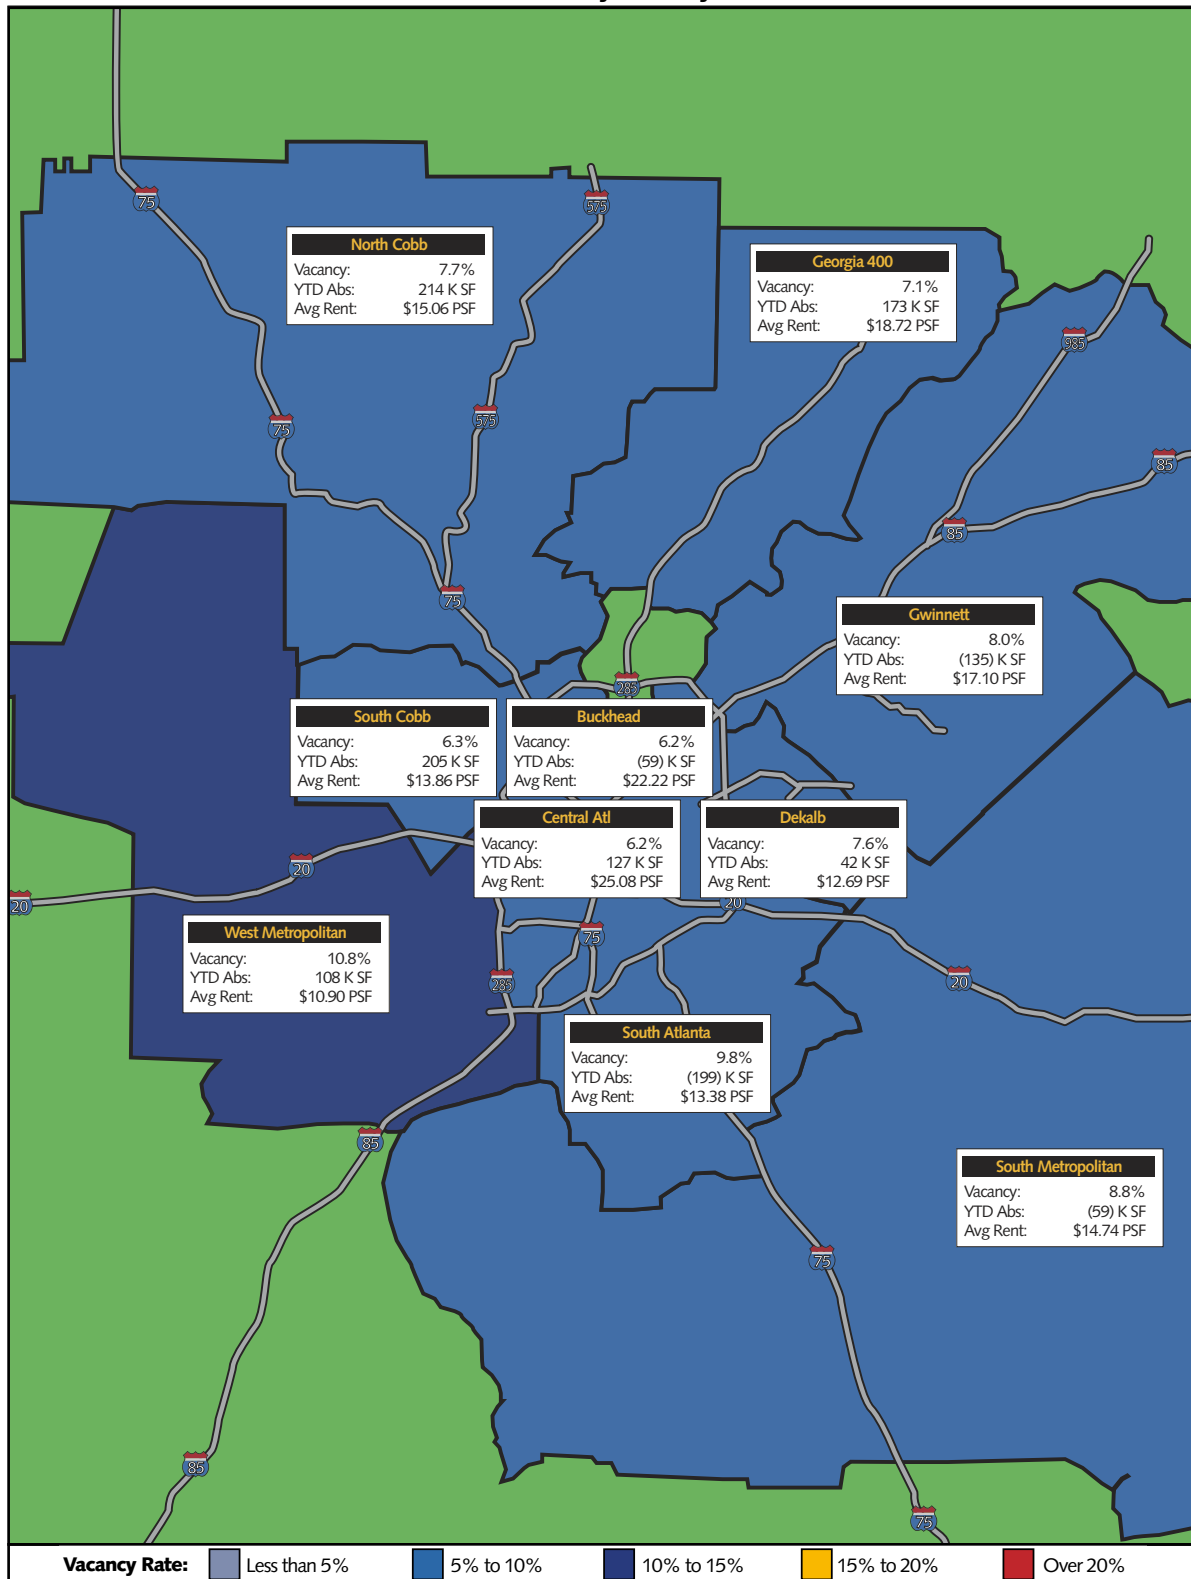 75
575
North Cobb
Vacancy: 7.7%
YTD Abs: 214 K SF
Avg Rent: $15.06 PSF
Georgia 400
Vacancy: 7.1%
YTD Abs: 173 K SF
Avg Rent: $18.72 PSF
985
575
75
85
85
75
Gwinnett
Vacancy: 8.0%
YTD Abs: (135) K SF
Avg Rent: $17.10 PSF
285
South Cobb
Vacancy: 6.3%
YTD Abs: 205 K SF
Avg Rent: $13.86 PSF
Buckhead
Vacancy: 6.2%
YTD Abs: (59) K SF
Avg Rent: $22.22 PSF
Central Atl
Vacancy: 6.2%
YTD Abs: 127 K SF
Avg Rent: $25.08 PSF
Dekalb
Vacancy: 7.6%
YTD Abs: 42 K SF
Avg Rent: $12.69 PSF
20
20
20
West Metropolitan
Vacancy: 10.8%
YTD Abs: 108 K SF
Avg Rent: $10.90 PSF
75
285
20
South Atlanta
Vacancy: 9.8%
YTD Abs: (199) K SF
Avg Rent: $13.38 PSF
85
South Metropolitan
Vacancy: 8.8%
YTD Abs: (59) K SF
Avg Rent: $14.74 PSF
75
85
75
Vacancy Rate: Less than 5% 5% to 10% 10% to 15% 15% to 20% Over 20%